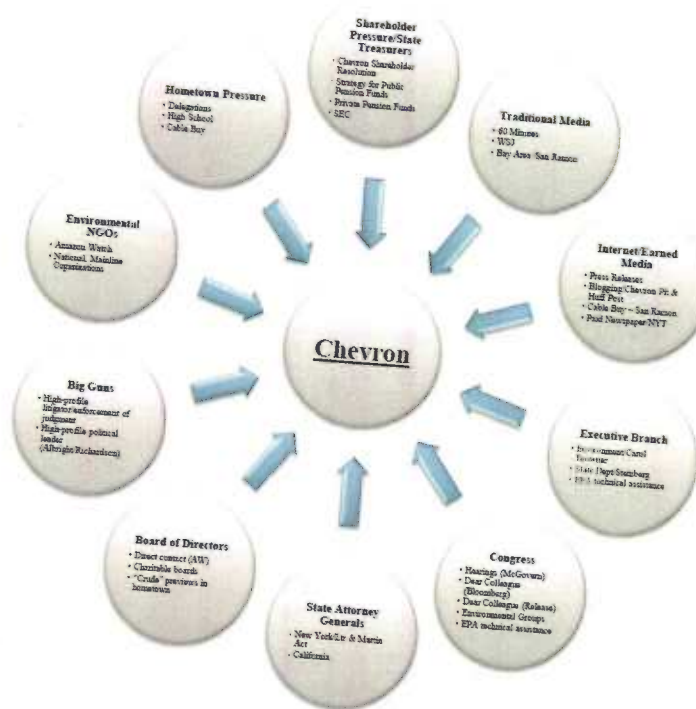 Shareholder
Pressure/State
Treasurers
• Chevron Shareholder
Resolution
• Strategy for Public
Pension Funds
• Private Pension Funds
• SEC
Traditional Media
• 60 Minutes
• WSJ
• Bay Area San Ramon
Internet/Earned
Media
• Press Releases
• Blogging/Chevron Pit &
Huff Post
• Cable Buy – San Ramon
• Paid Newspaper/NYT
Executive Branch
• Environment/Carol
• State Dept/Sternberg
• EPA technical assistance
Congress
• Hearings (McGovern)
• Dear Colleague
(Bloomberg)
• Dear Colleague (Release)
• Environmental Groups
• EPA technical assistance
State Attorney
Generals
• New York/Ltr & Martin
Act
• California
Board of Directors
• Direct contact (AW)
• Charitable boards
• "Crude" previews in
hometown
Big Guns
• High-profile
litigator/enforcement of
judgment
• High-profile political
leader
(Albright/Richardson)
Environmental
NGOs
• Amazon Watch
• National, Mainline
Organizations
Hometown Pressure
• Delegations
• High School
• Cable Buy
Chevron